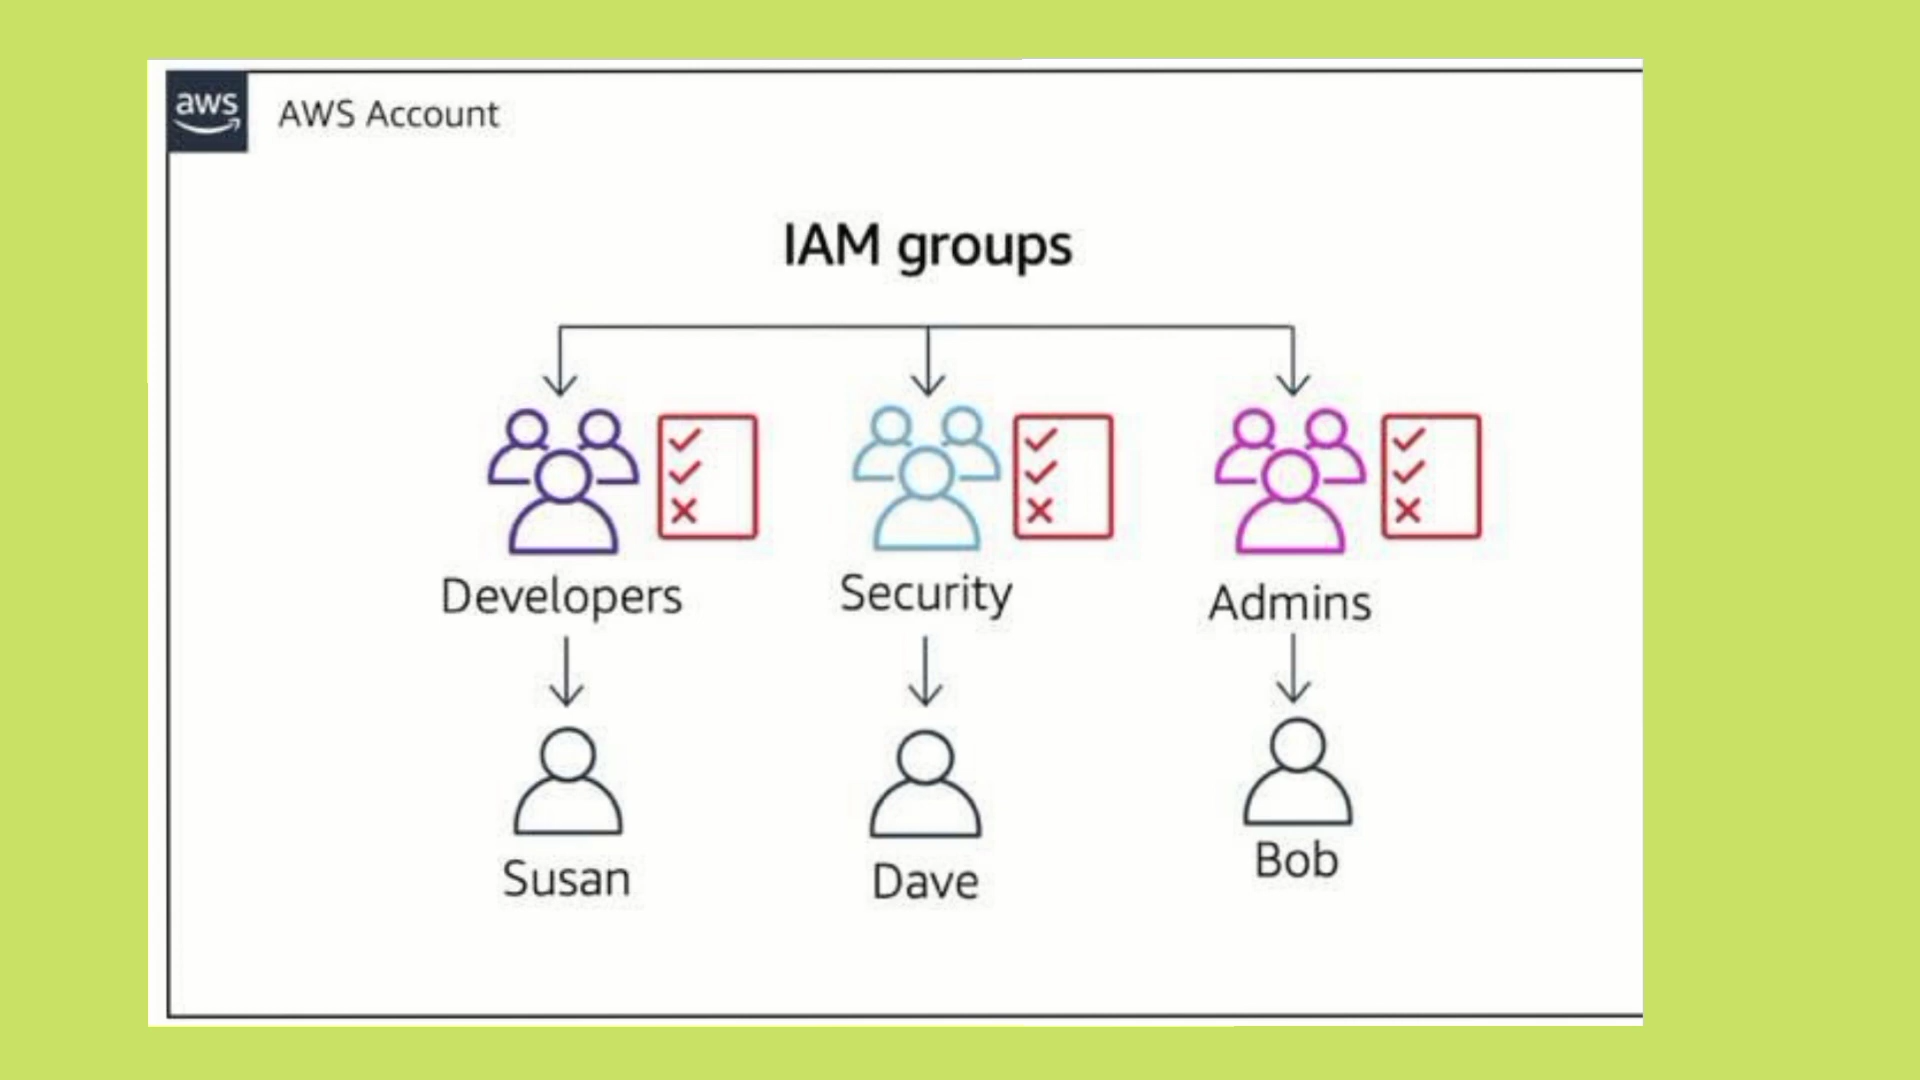 aws
AWS Account
IAM groups
Developers
Security
Admins
Susan
Dave
Bob